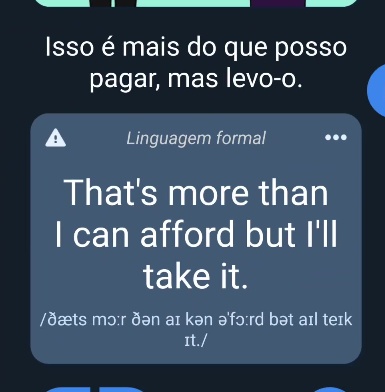 Isso é mais do que posso
pagar, mas levo-o.
Linguagem formal
That's more than
I can afford but I'll
take it.
/ðæts mɔːr ðən aɪ kən əˈfɔːrd bət aɪl teɪk
ɪt./